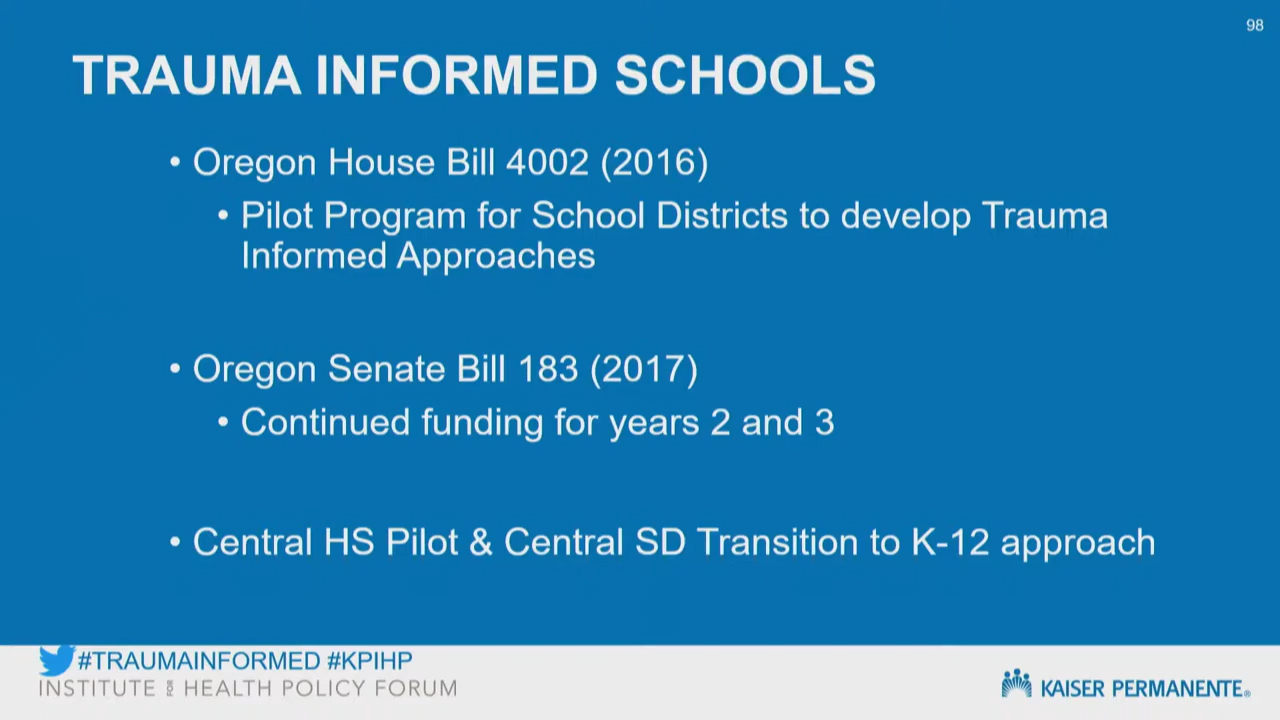 98
TRAUMA INFORMED SCHOOLS
• Oregon House Bill 4002 (2016)
• Pilot Program for School Districts to develop Trauma
Informed Approaches
• Oregon Senate Bill 183 (2017)
• Continued funding for years 2 and 3
• Central HS Pilot & Central SD Transition to K-12 approach
#TRAUMAINFORMED #KPIHP
INSTITUTE FOR HEALTH POLICY FORUM
KAISER PERMANENTE®